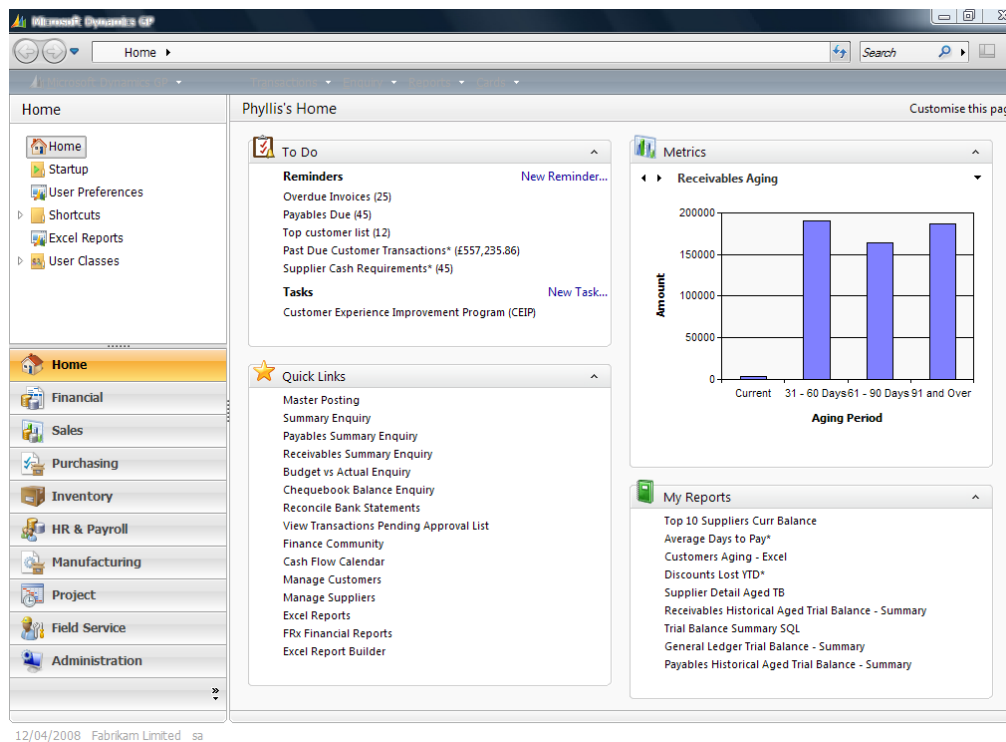 Microsoft Dynamics GP
Home
Search
Microsoft Dynamics GP Transactions Enquiry Reports Cards
Home
Phyllis's Home
Customise this pag
Home
Startup
User Preferences
Shortcuts
Excel Reports
User Classes
Home
Financial
Sales
Purchasing
Inventory
HR & Payroll
Manufacturing
Project
Field Service
Administration
To Do
Reminders New Reminder...
Overdue Invoices (25)
Payables Due (45)
Top customer list (12)
Past Due Customer Transactions* (£557,235.86)
Supplier Cash Requirements* (45)
Tasks New Task...
Customer Experience Improvement Program (CEIP)
Quick Links
Master Posting
Summary Enquiry
Payables Summary Enquiry
Receivables Summary Enquiry
Budget vs Actual Enquiry
Chequebook Balance Enquiry
Reconcile Bank Statements
View Transactions Pending Approval List
Finance Community
Cash Flow Calendar
Manage Customers
Manage Suppliers
Excel Reports
FRx Financial Reports
Excel Report Builder
Metrics
Receivables Aging
200000
150000
100000
50000
0
Amount
Current 31 - 60 Days 61 - 90 Days 91 and Over
Aging Period
My Reports
Top 10 Suppliers Curr Balance
Average Days to Pay*
Customers Aging - Excel
Discounts Lost YTD*
Supplier Detail Aged TB
Receivables Historical Aged Trial Balance - Summary
Trial Balance Summary SQL
General Ledger Trial Balance - Summary
Payables Historical Aged Trial Balance - Summary
12/04/2008 Fabrikam Limited sa